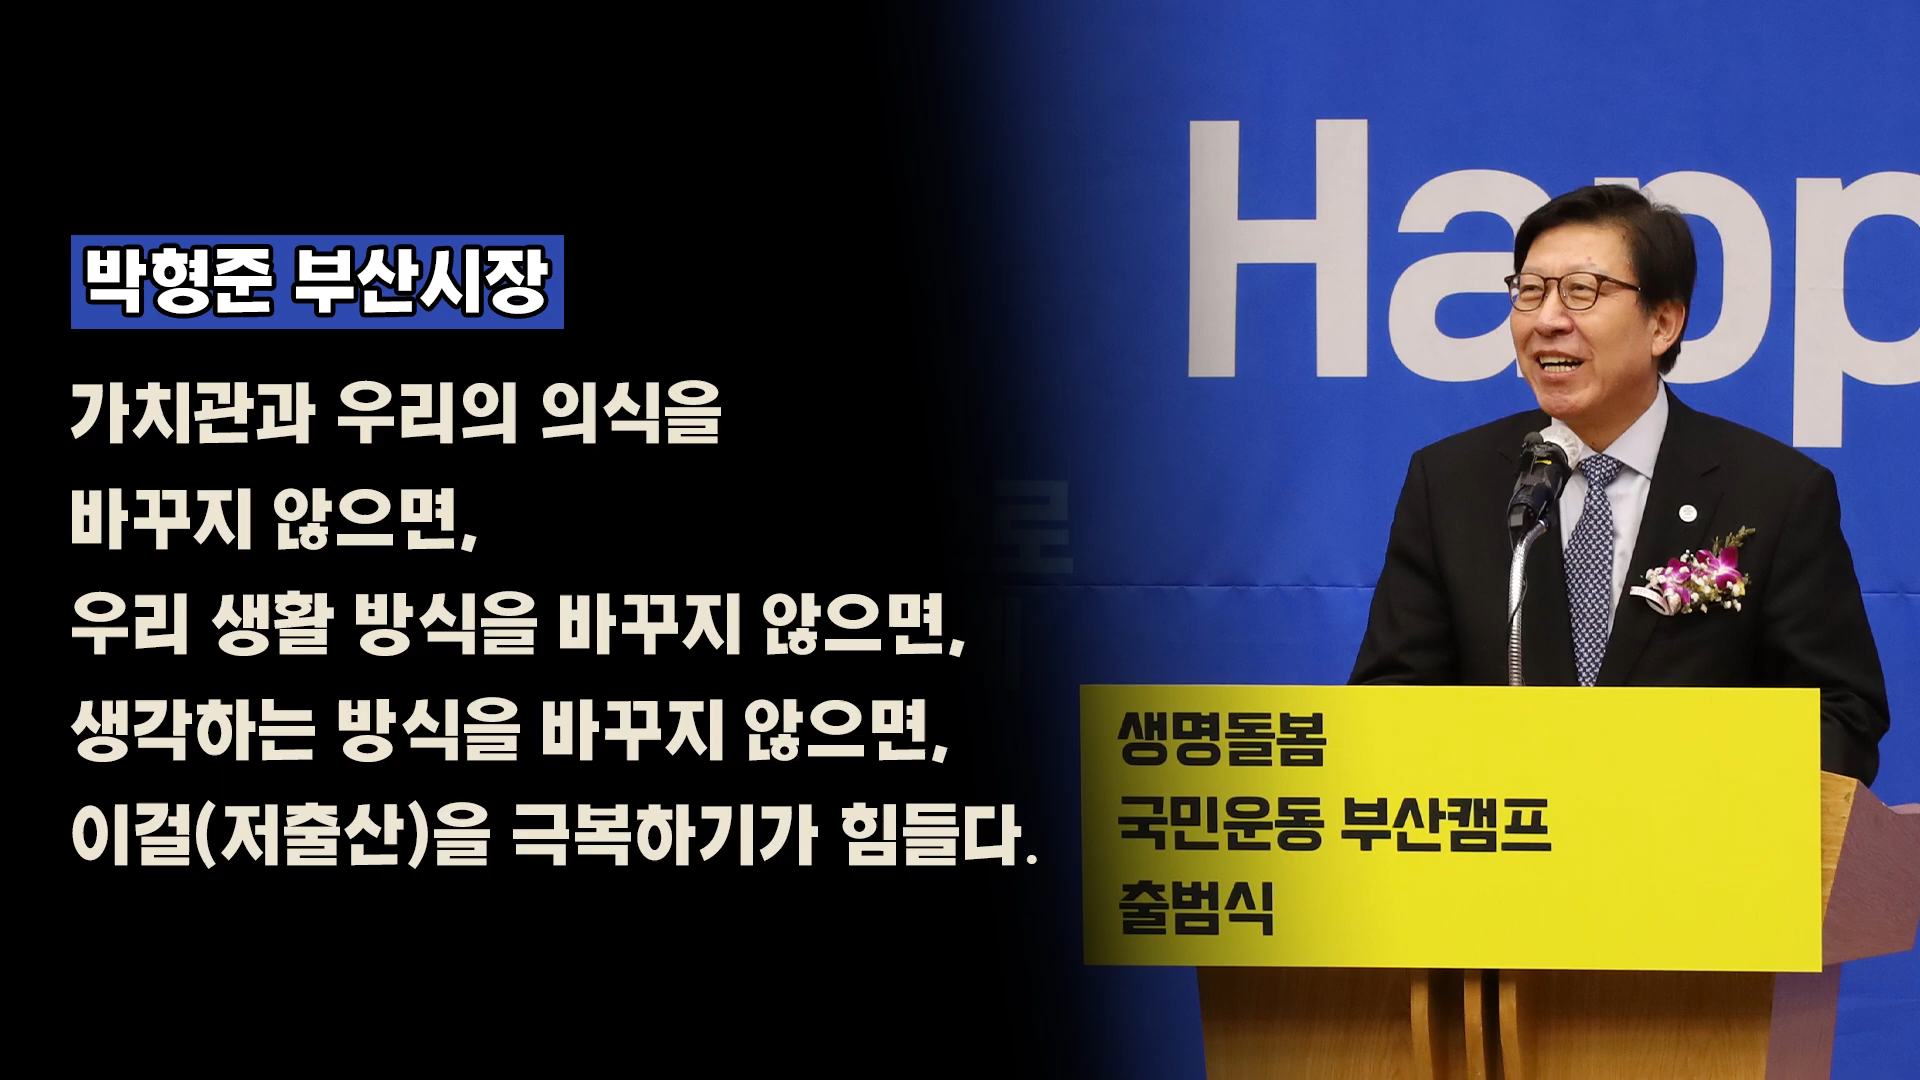 Happ
박형준 부산시장
가치관과 우리의 의식을
바꾸지 않으면,
우리 생활 방식을 바꾸지 않으면,
생각하는 방식을 바꾸지 않으면,
이걸(저출산)을 극복하기가 힘들다.
로
생명돌봄
국민운동 부산캠프
출범식